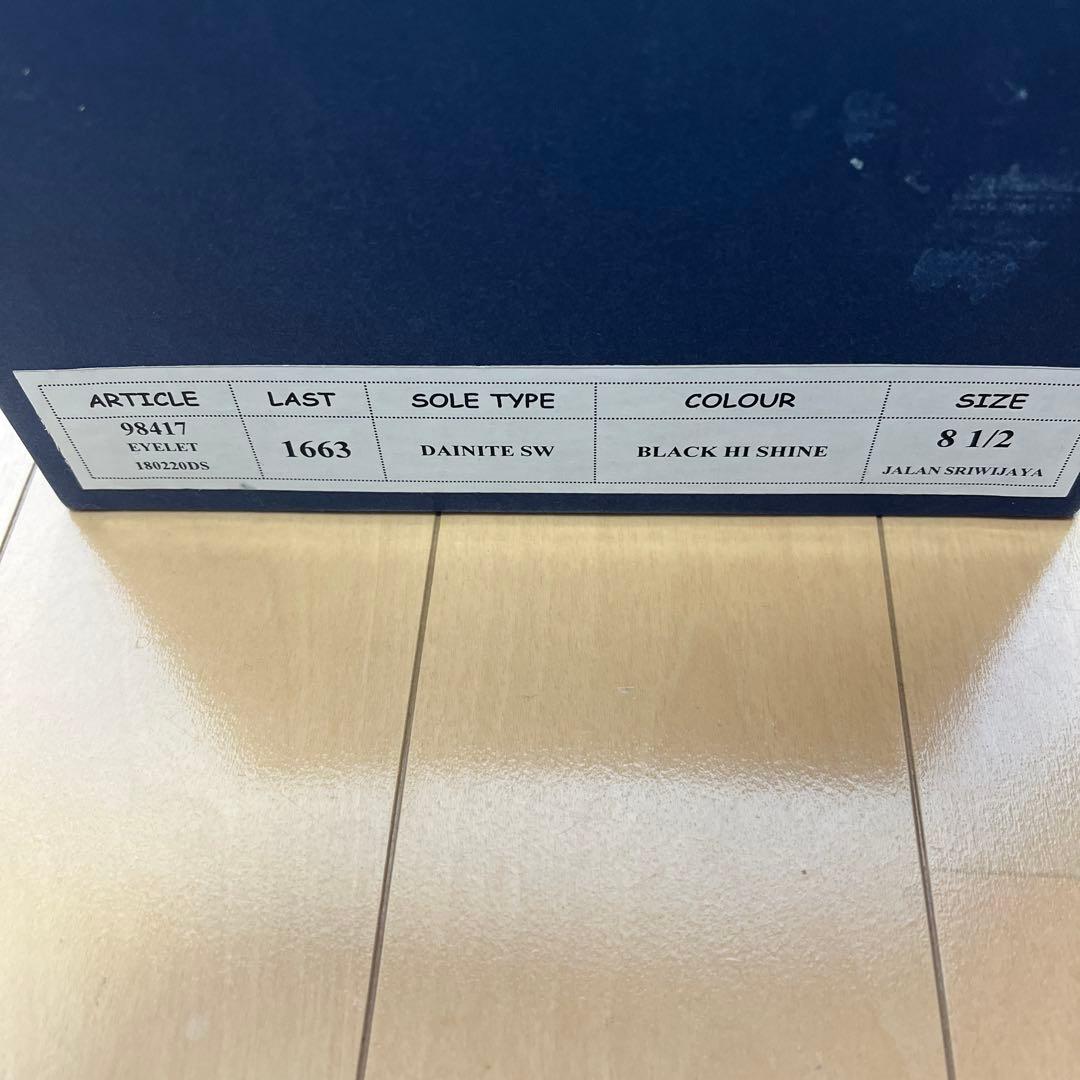 ARTICLE LAST SOLE TYPE COLOUR SIZE
98417
EYELET
180220DS
1663
DAINITE SW
BLACK HI SHINE
8 1/2
JALAN SRIWIJAYA